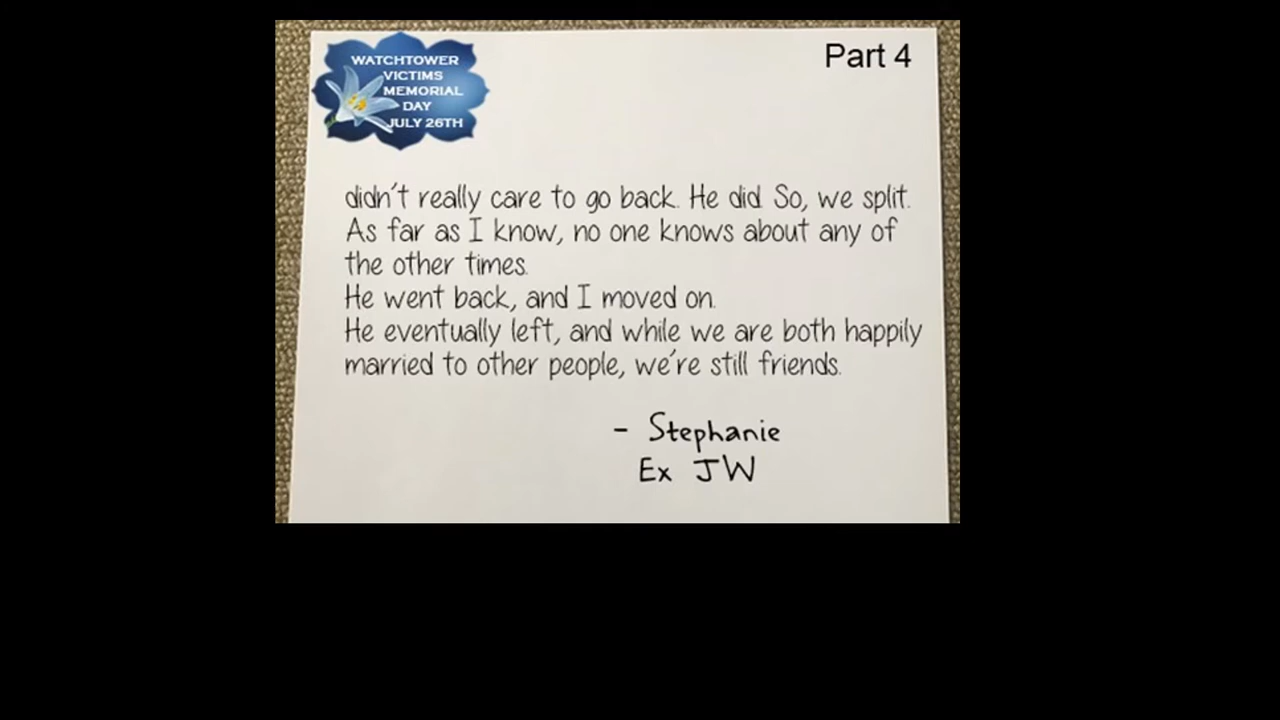 WATCHTOWER
VICTIMS
MEMORIAL
DAY
JULY 26TH
Part 4
didn't really care to go back. He did. So, we split.
As far as I know, no one knows about any of
the other times.
He went back, and I moved on.
He eventually left, and while we are both happily
married to other people, we're still friends.
- Stephanie
Ex JW